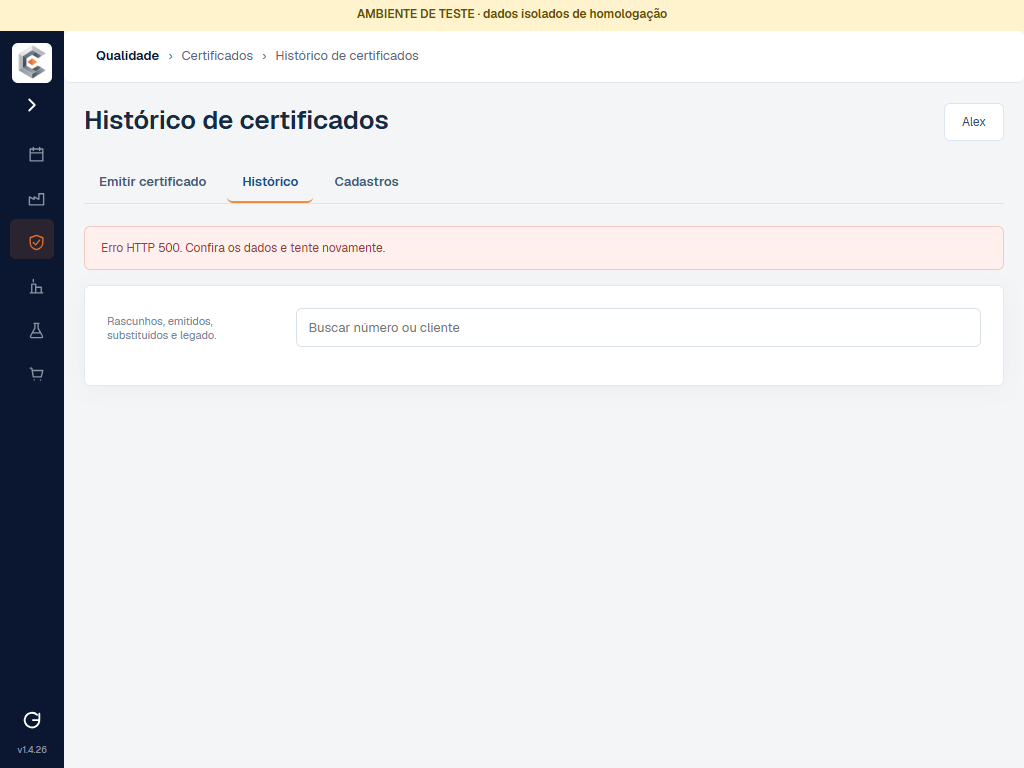 AMBIENTE DE TESTE · dados isolados de homologação
Qualidade › Certificados › Histórico de certificados
Histórico de certificados
Alex
Emitir certificado
Histórico
Cadastros
Erro HTTP 500. Confira os dados e tente novamente.
Rascunhos, emitidos,
substituídos e legado.
Buscar número ou cliente
v1.4.26